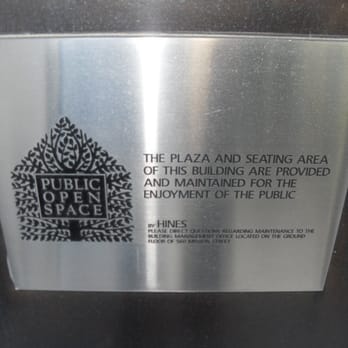 PUBLIC
OPEN
SPACE
THE PLAZA AND SEATING AREA
OF THIS BUILDING ARE PROVIDED
AND MAINTAINED FOR THE
ENJOYMENT OF THE PUBLIC
BY HINES
PLEASE DIRECT QUESTIONS REGARDING MAINTENANCE TO THE
BUILDING MANAGEMENT OFFICE LOCATED ON THE GROUND
FLOOR OF 560 MISSION STREET